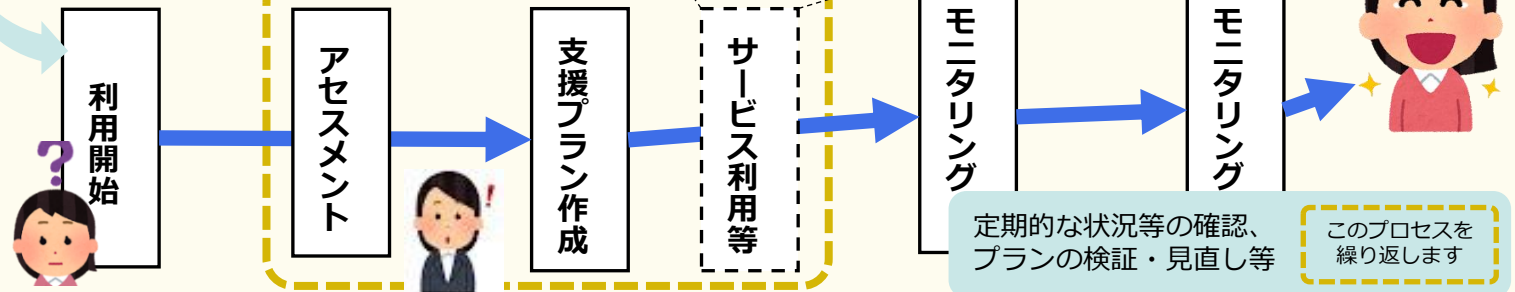 利用開始
アセスメント
支援プラン作成
サービス利用等
モニタリング
モニタリング
?
!
定期的な状況等の確認、
プランの検証・見直し等
このプロセスを
繰り返します